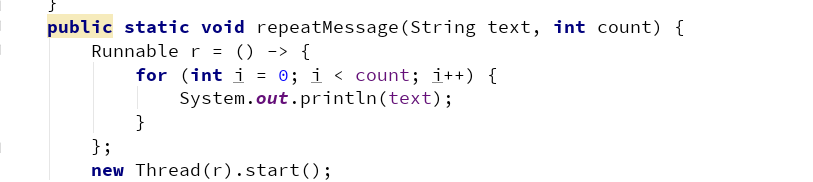 }
public static void repeatMessage(String text, int count) {
Runnable r = () -> {
for (int i = 0; i < count; i++) {
System.out.println(text);
}
};
new Thread(r).start();